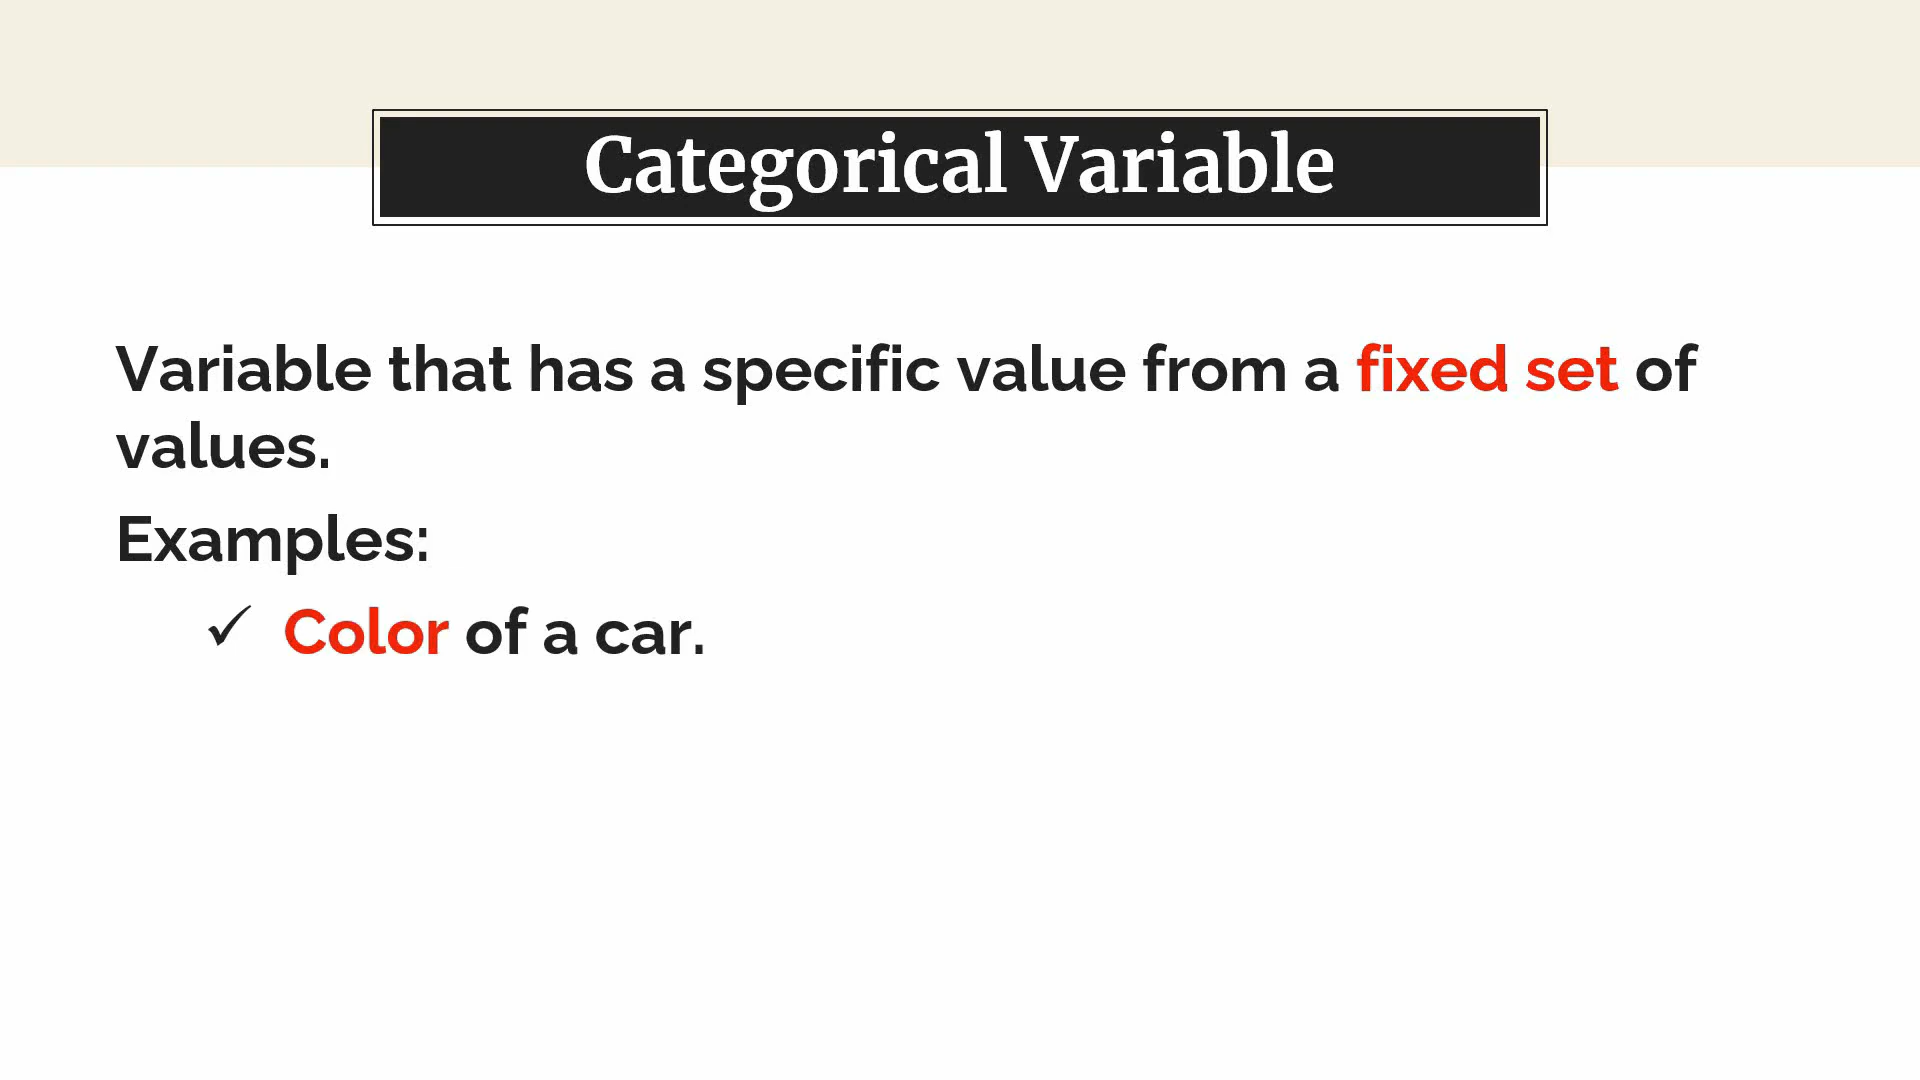 Categorical Variable
Variable that has a specific value from a fixed set of
values.
Examples:
✓ Color of a car.